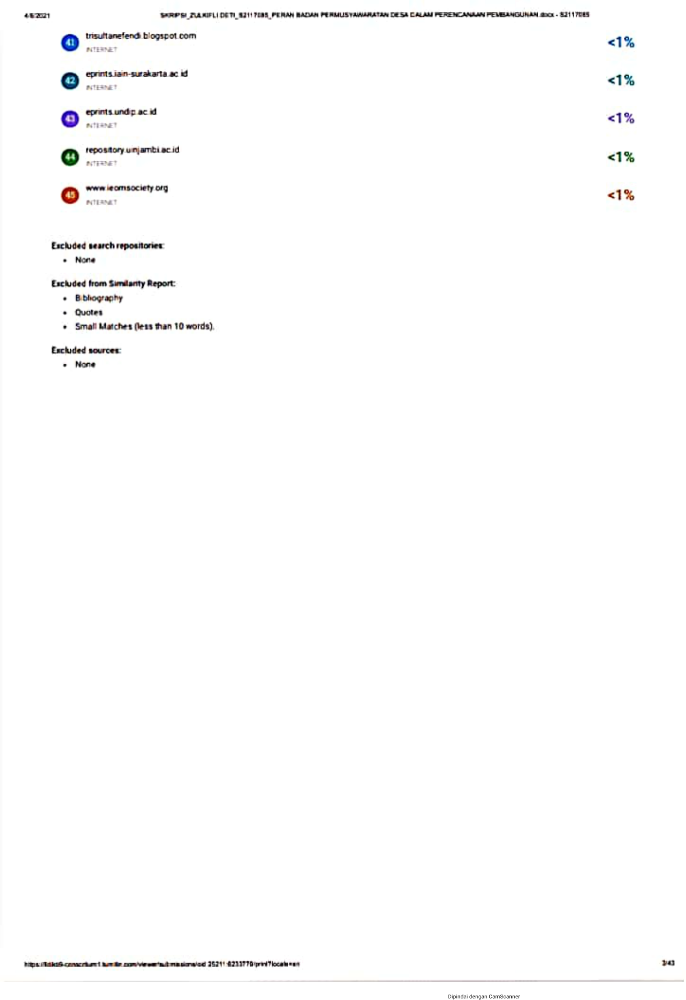 4/6/2021
SKRIPSI_ZULKIFLI DETI_S2117085_PERAN BADAN PERMUSYAWARATAN DESA DALAM PERENCANAAN PEMBANGUNAN.docx - S2117085
41
trisultanefendi.blogspot.com
INTERNET
<1%
42
eprints.iain-surakarta.ac.id
INTERNET
<1%
43
eprints.undip.ac.id
INTERNET
<1%
44
repository.uinjambi.ac.id
INTERNET
<1%
45
www.ieomsociety.org
INTERNET
<1%
Excluded search repositories:
• None
Excluded from Similarity Report:
• Bibliography
• Quotes
• Small Matches (less than 10 words).
Excluded sources:
• None
3/43
Dipindai dengan CamScanner